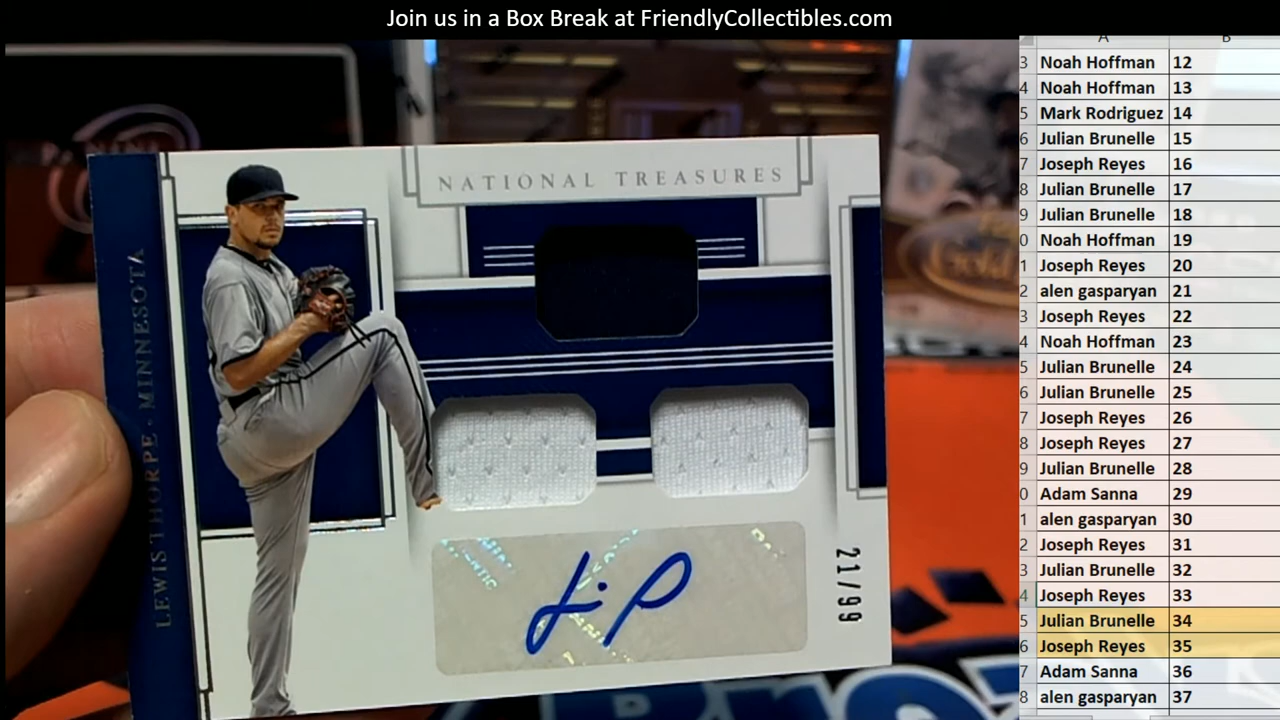 Join us in a Box Break at FriendlyCollectibles.com
NATIONAL TREASURES
LEWIS THORPE · MINNESOTA
21/99
A B
3 Noah Hoffman 12
4 Noah Hoffman 13
5 Mark Rodriguez 14
6 Julian Brunelle 15
7 Joseph Reyes 16
8 Julian Brunelle 17
9 Julian Brunelle 18
0 Noah Hoffman 19
1 Joseph Reyes 20
2 alen gasparyan 21
3 Joseph Reyes 22
4 Noah Hoffman 23
5 Julian Brunelle 24
6 Julian Brunelle 25
7 Joseph Reyes 26
8 Joseph Reyes 27
9 Julian Brunelle 28
0 Adam Sanna 29
1 alen gasparyan 30
2 Joseph Reyes 31
3 Julian Brunelle 32
4 Joseph Reyes 33
5 Julian Brunelle 34
6 Joseph Reyes 35
7 Adam Sanna 36
8 alen gasparyan 37